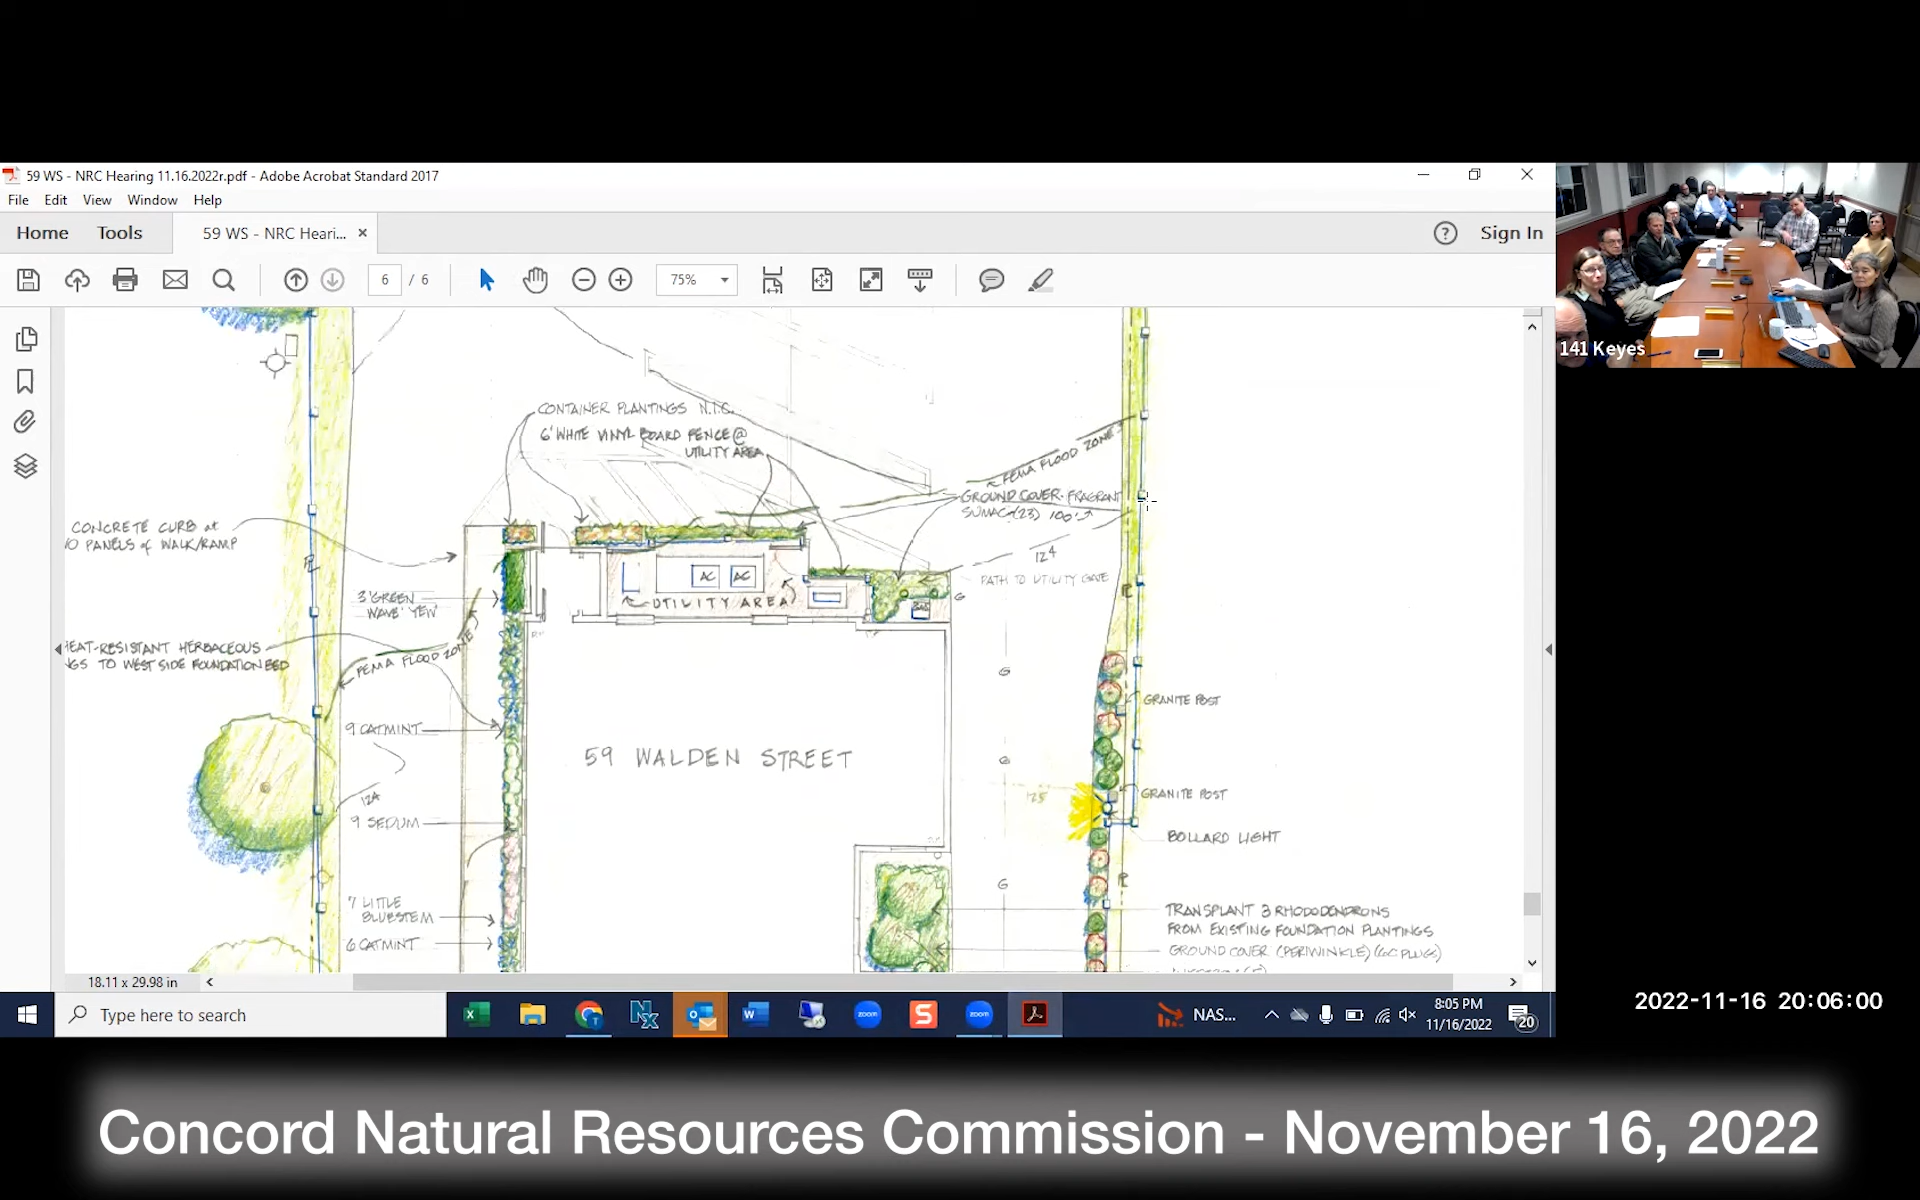 59 WS - NRC Hearing 11.16.2022r.pdf - Adobe Acrobat Standard 2017
File Edit View Window Help
Home Tools 59 WS - NRC Heari... × Sign In
6 / 6 75%
141 Keyes
CONTAINER PLANTINGS N.I.C.
6' WHITE VINYL BOARD FENCE @
UTILITY AREA
FEMA FLOOD ZONE
GROUND COVER · FRAGRANT
SUMAC (23) 100'
124
PATH TO UTILITY GATE
CONCRETE CURB at
O PANELS of WALK/RAMP
3 'GREEN
WAVE' YEW
AC AC
UTILITY AREA
GAS
G
HEAT-RESISTANT HERBACEOUS
GS TO WEST SIDE FOUNDATION BED
FEMA FLOOD ZONE
G
GRANITE POST
9 CATMINT
59 WALDEN STREET
G
124
125
GRANITE POST
9 SEDUM
BOLLARD LIGHT
G
7 LITTLE
BLUESTEM
6 CATMINT
TRANSPLANT 3 RHODODENDRONS
FROM EXISTING FOUNDATION PLANTINGS
GROUND COVER (PERIWINKLE) (60 PLUGS)
18.11 x 29.98 in
Type here to search
NAS...
8:05 PM
11/16/2022
20
2022-11-16 20:06:00
Concord Natural Resources Commission - November 16, 2022